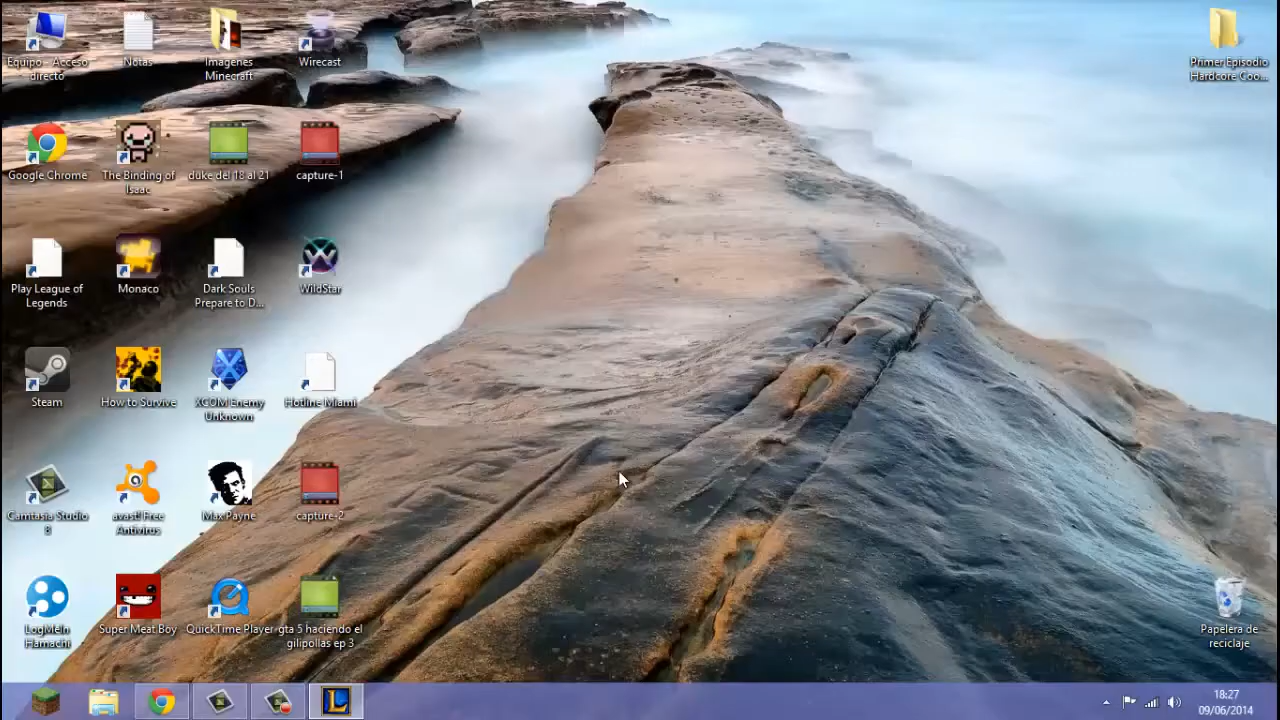 Equipo - Acceso
directo
Notas
Imagenes
Minecraft
Wirecast
Primer Episodio
Hardcore Coo...
Google Chrome
The Binding of
Isaac
duke del 18 al 21
capture-1
Play League of
Legends
Monaco
Dark Souls
Prepare to D...
WildStar
Steam
How to Survive
XCOM Enemy
Unknown
Hotline Miami
Camtasia Studio
8
avast! Free
Antivirus
Max Payne
capture-2
LogMeIn
Hamachi
Super Meat Boy
QuickTime Player
gta 5 haciendo el
gilipollas ep 3
Papelera de
reciclaje
18:27
09/06/2014